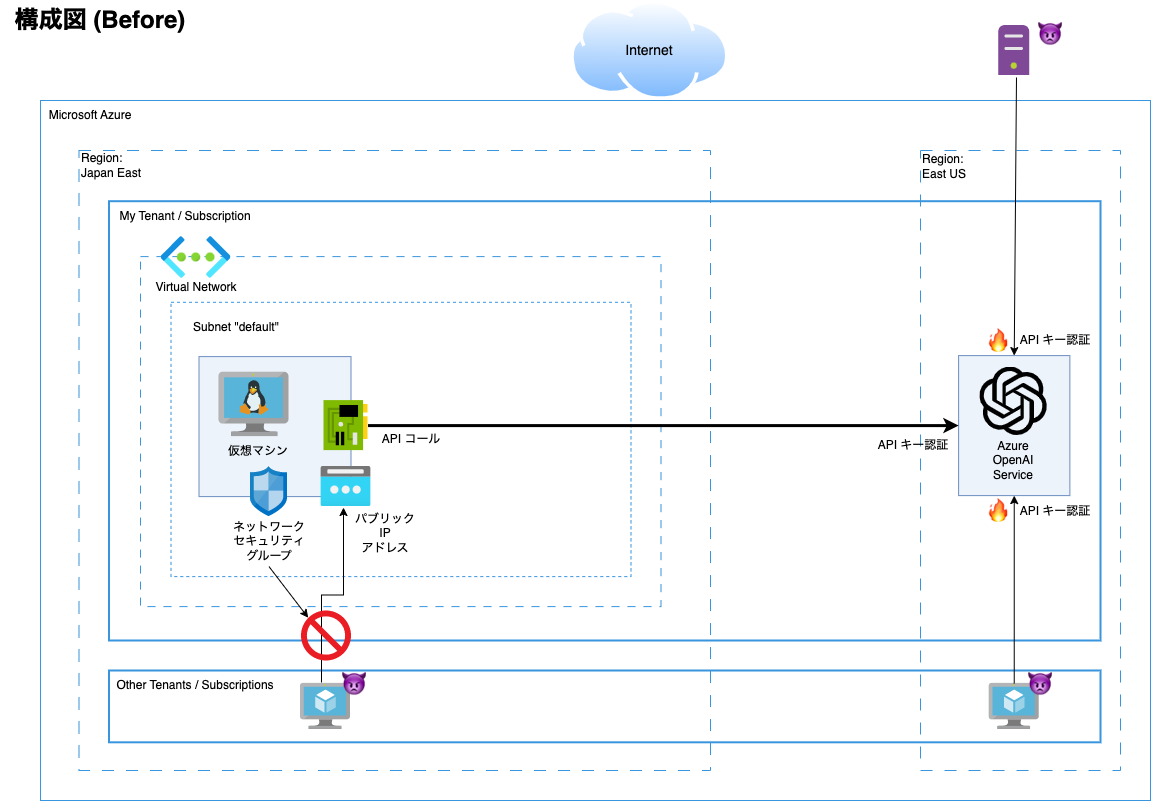 構成図 (Before)
Internet
Microsoft Azure
Region:
Japan East
Region:
East US
My Tenant / Subscription
Virtual Network
Subnet "default"
API キー認証
仮想マシン
API コール
API キー認証
Azure
OpenAI
Service
API キー認証
パブリック
IP
アドレス
ネットワーク
セキュリティ
グループ
Other Tenants / Subscriptions